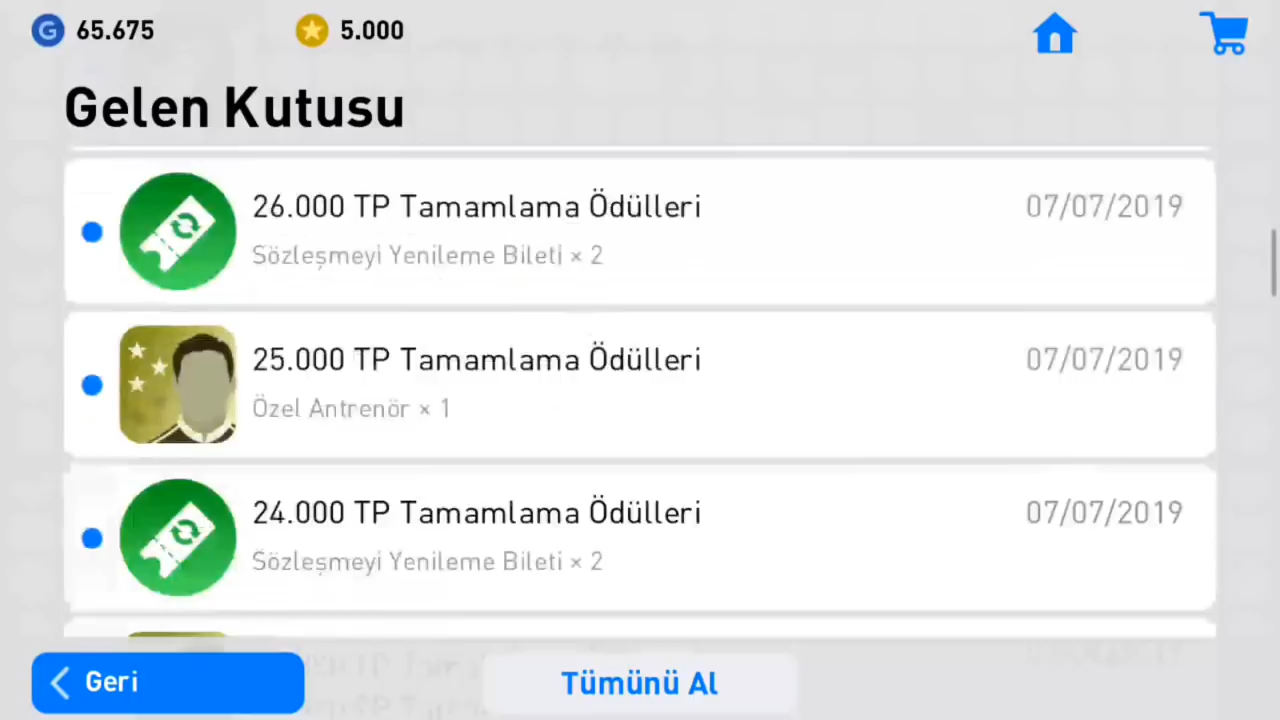 G 65.675
5.000
Gelen Kutusu
26.000 TP Tamamlama Ödülleri
07/07/2019
Sözleşmeyi Yenileme Bileti × 2
25.000 TP Tamamlama Ödülleri
07/07/2019
Özel Antrenör × 1
24.000 TP Tamamlama Ödülleri
07/07/2019
Sözleşmeyi Yenileme Bileti × 2
Geri
Tümünü Al